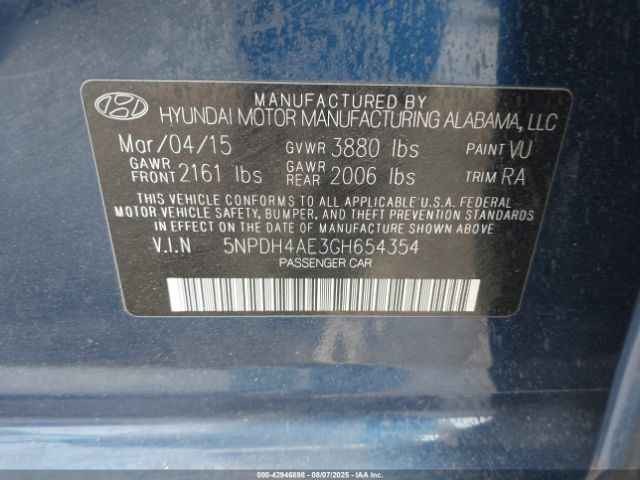 MANUFACTURED BY
HYUNDAI MOTOR MANUFACTURING ALABAMA, LLC
Mar/04/15 GVWR 3880 lbs PAINT VU
GAWR FRONT 2161 lbs GAWR REAR 2006 lbs TRIM RA
THIS VEHICLE CONFORMS TO ALL APPLICABLE U.S.A. FEDERAL
MOTOR VEHICLE SAFETY, BUMPER, AND THEFT PREVENTION STANDARDS
IN EFFECT ON THE DATE OF MANUFACTURE SHOWN ABOVE.
V.I.N 5NPDH4AE3GH654354
PASSENGER CAR
000-42946898 - 08/07/2025 - IAAI.COM